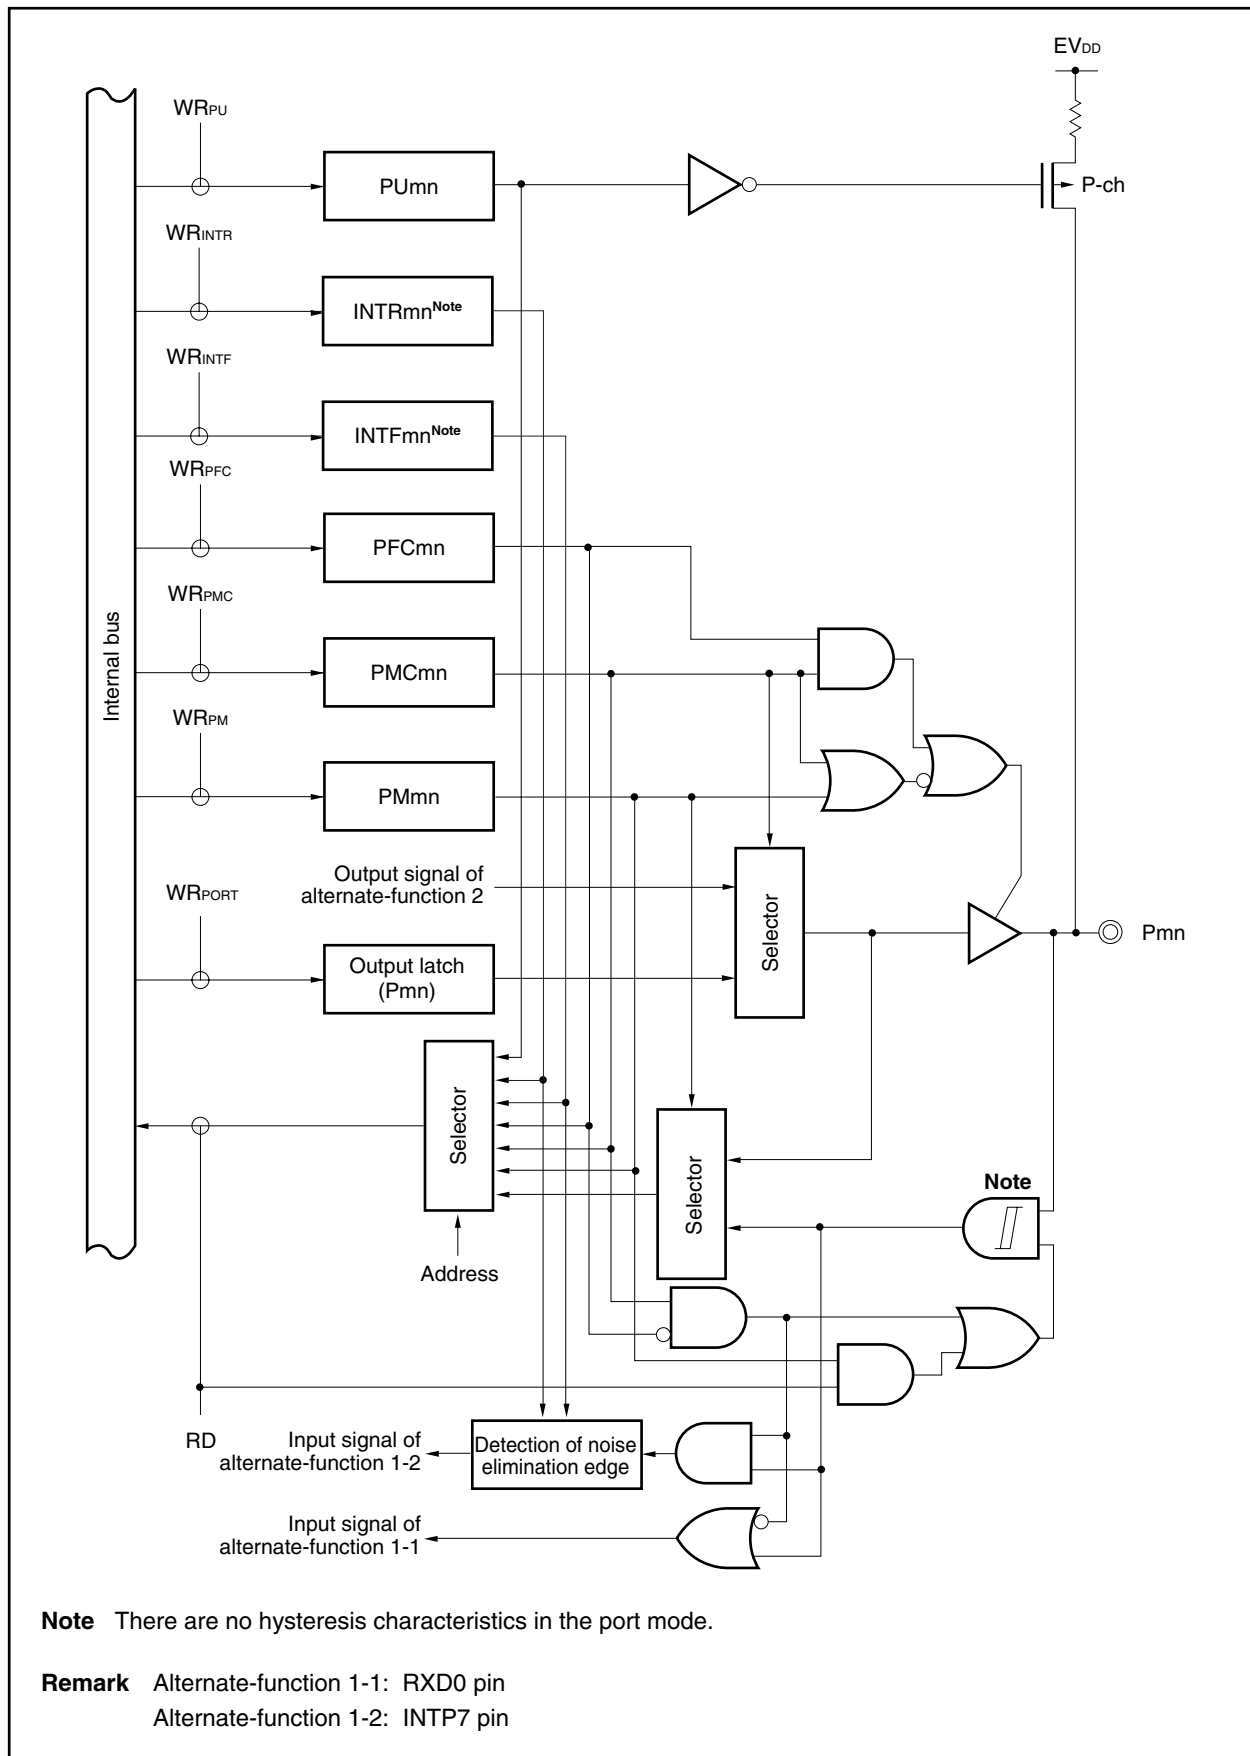 EVDD
WRPU
PUmn
P-ch
WRINTR
INTRmnNote
WRINTF
INTFmnNote
WRPFC
PFCmn
WRPMC
PMCmn
Internal bus
WRPM
PMmn
Output signal of
alternate-function 2
Selector
WRPORT
Output latch
(Pmn)
Pmn
Selector
Selector
Note
Address
RD
Input signal of
alternate-function 1-2
Detection of noise
elimination edge
Input signal of
alternate-function 1-1
Note There are no hysteresis characteristics in the port mode.
Remark Alternate-function 1-1: RXD0 pin
Alternate-function 1-2: INTP7 pin